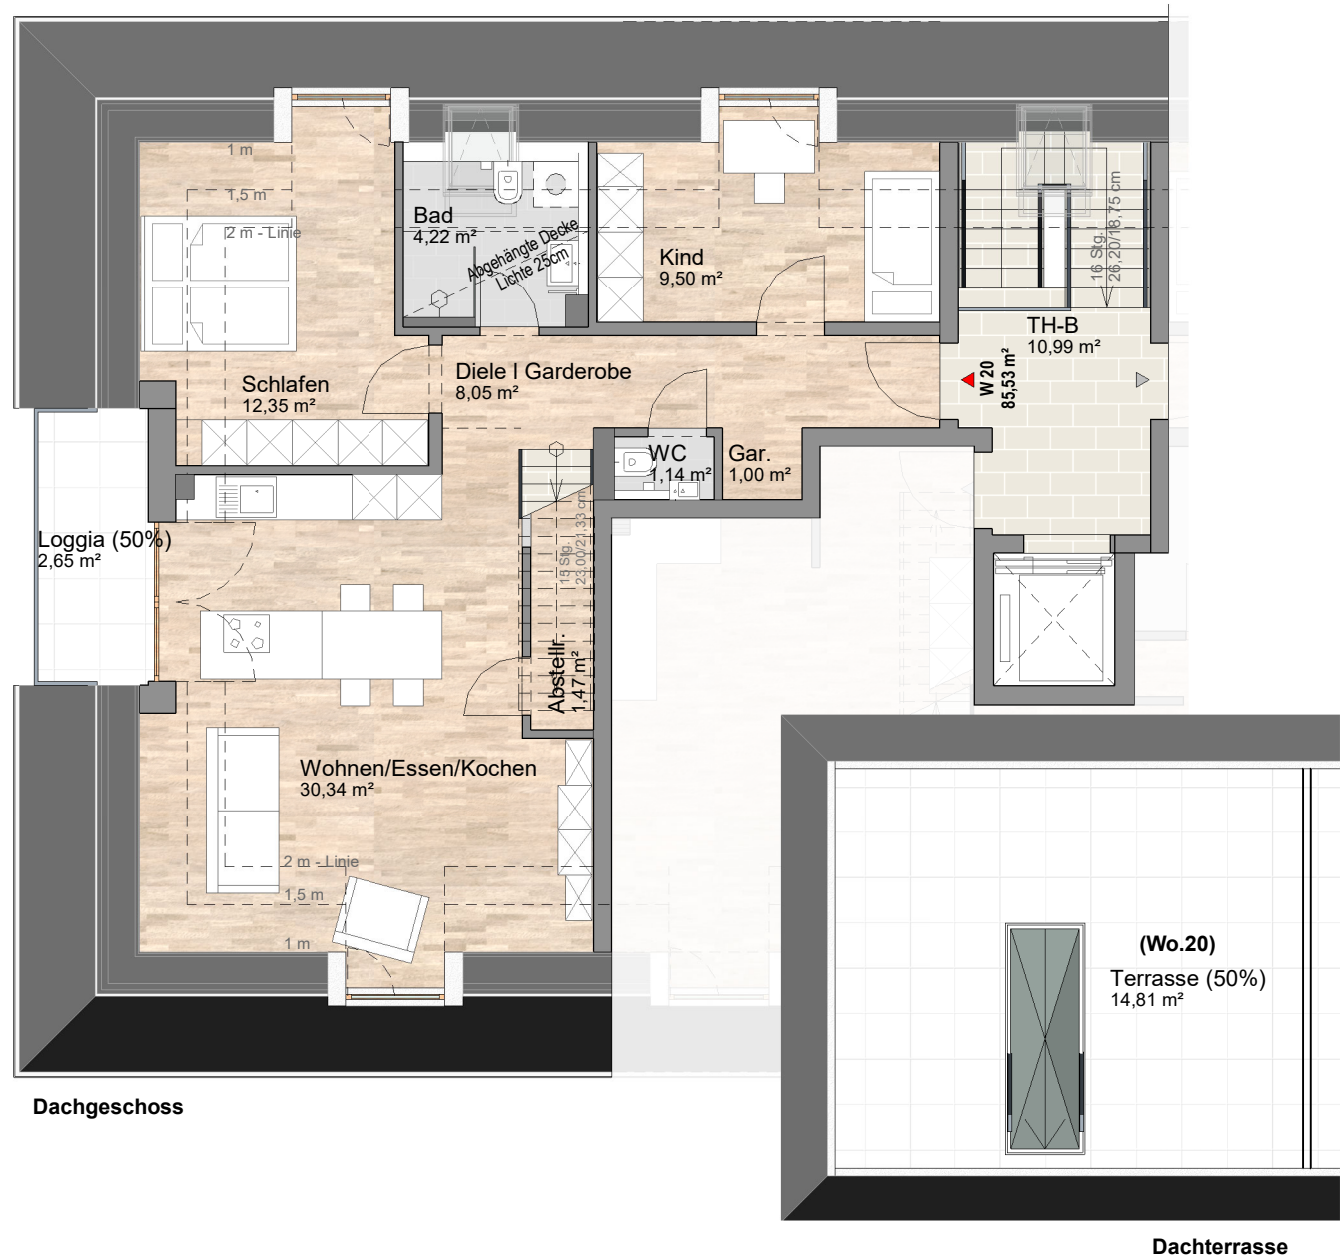 1 m
1,5 m
2 m - Linie
Bad
4,22 m²
Abgehängte Decke
Lichte 25cm
Kind
9,50 m²
16 Stg.
26,20/18,75 cm
TH-B
10,99 m²
W 20
85,53 m²
Schlafen
12,35 m²
Diele I Garderobe
8,05 m²
WC
1,14 m²
Gar.
1,00 m²
Loggia (50%)
2,65 m²
15 Stg.
23,00/21,33 cm
Abstellr.
1,47 m²
Wohnen/Essen/Kochen
30,34 m²
2 m - Linie
1,5 m
1 m
(Wo.20)
Terrasse (50%)
14,81 m²
Dachgeschoss
Dachterrasse